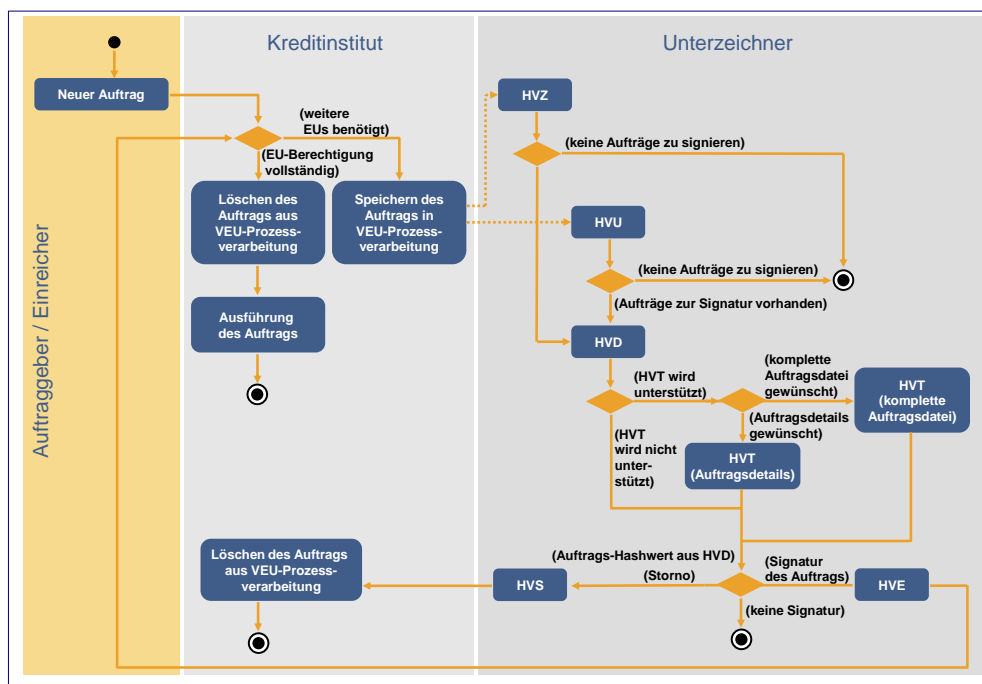 Auftraggeber / Einreicher
Kreditinstitut
Unterzeichner
Neuer Auftrag
(weitere
EUs benötigt)
(EU-Berechtigung
vollständig)
Löschen des
Auftrags aus
VEU-Prozess-
verarbeitung
Speichern des
Auftrags in
VEU-Prozess-
verarbeitung
Ausführung
des Auftrags
HVZ
(keine Aufträge zu signieren)
HVU
(keine Aufträge zu signieren)
(Aufträge zur Signatur vorhanden)
HVD
(HVT wird
unterstützt)
(komplette
Auftragsdatei
gewünscht)
HVT
(komplette
Auftragsdatei)
(Auftragsdetails
gewünscht)
(HVT
wird nicht
unter-
stützt)
HVT
(Auftragsdetails)
(Auftrags-Hashwert aus HVD)
(Storno)
(Signatur
des Auftrags)
HVE
HVS
(keine Signatur)
Löschen des Auftrags
aus VEU-Prozess-
verarbeitung